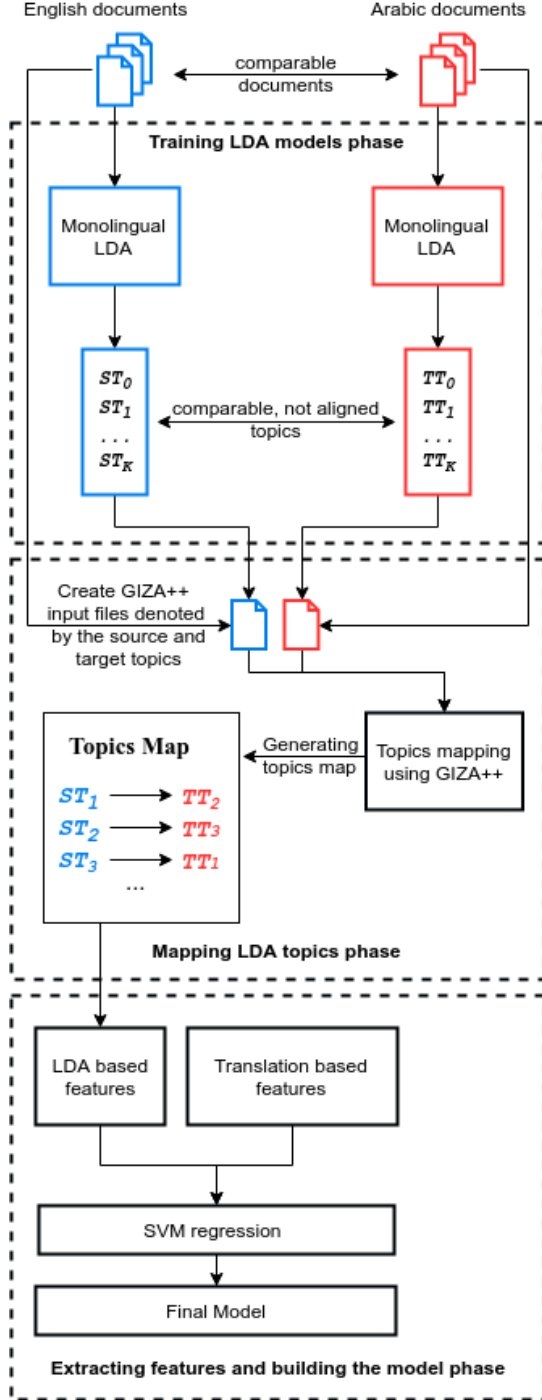 English documents
Arabic documents
comparable
documents
Training LDA models phase
Monolingual
LDA
Monolingual
LDA
ST0
ST1
...
STK
comparable, not aligned
topics
TT0
TT1
...
TTK
Create GIZA++
input files denoted
by the source and
target topics
Topics Map
ST1 TT2
ST2 TT3
ST3 TT1
...
Generating
topics map
Topics mapping
using GIZA++
Mapping LDA topics phase
LDA based
features
Translation based
features
SVM regression
Final Model
Extracting features and building the model phase